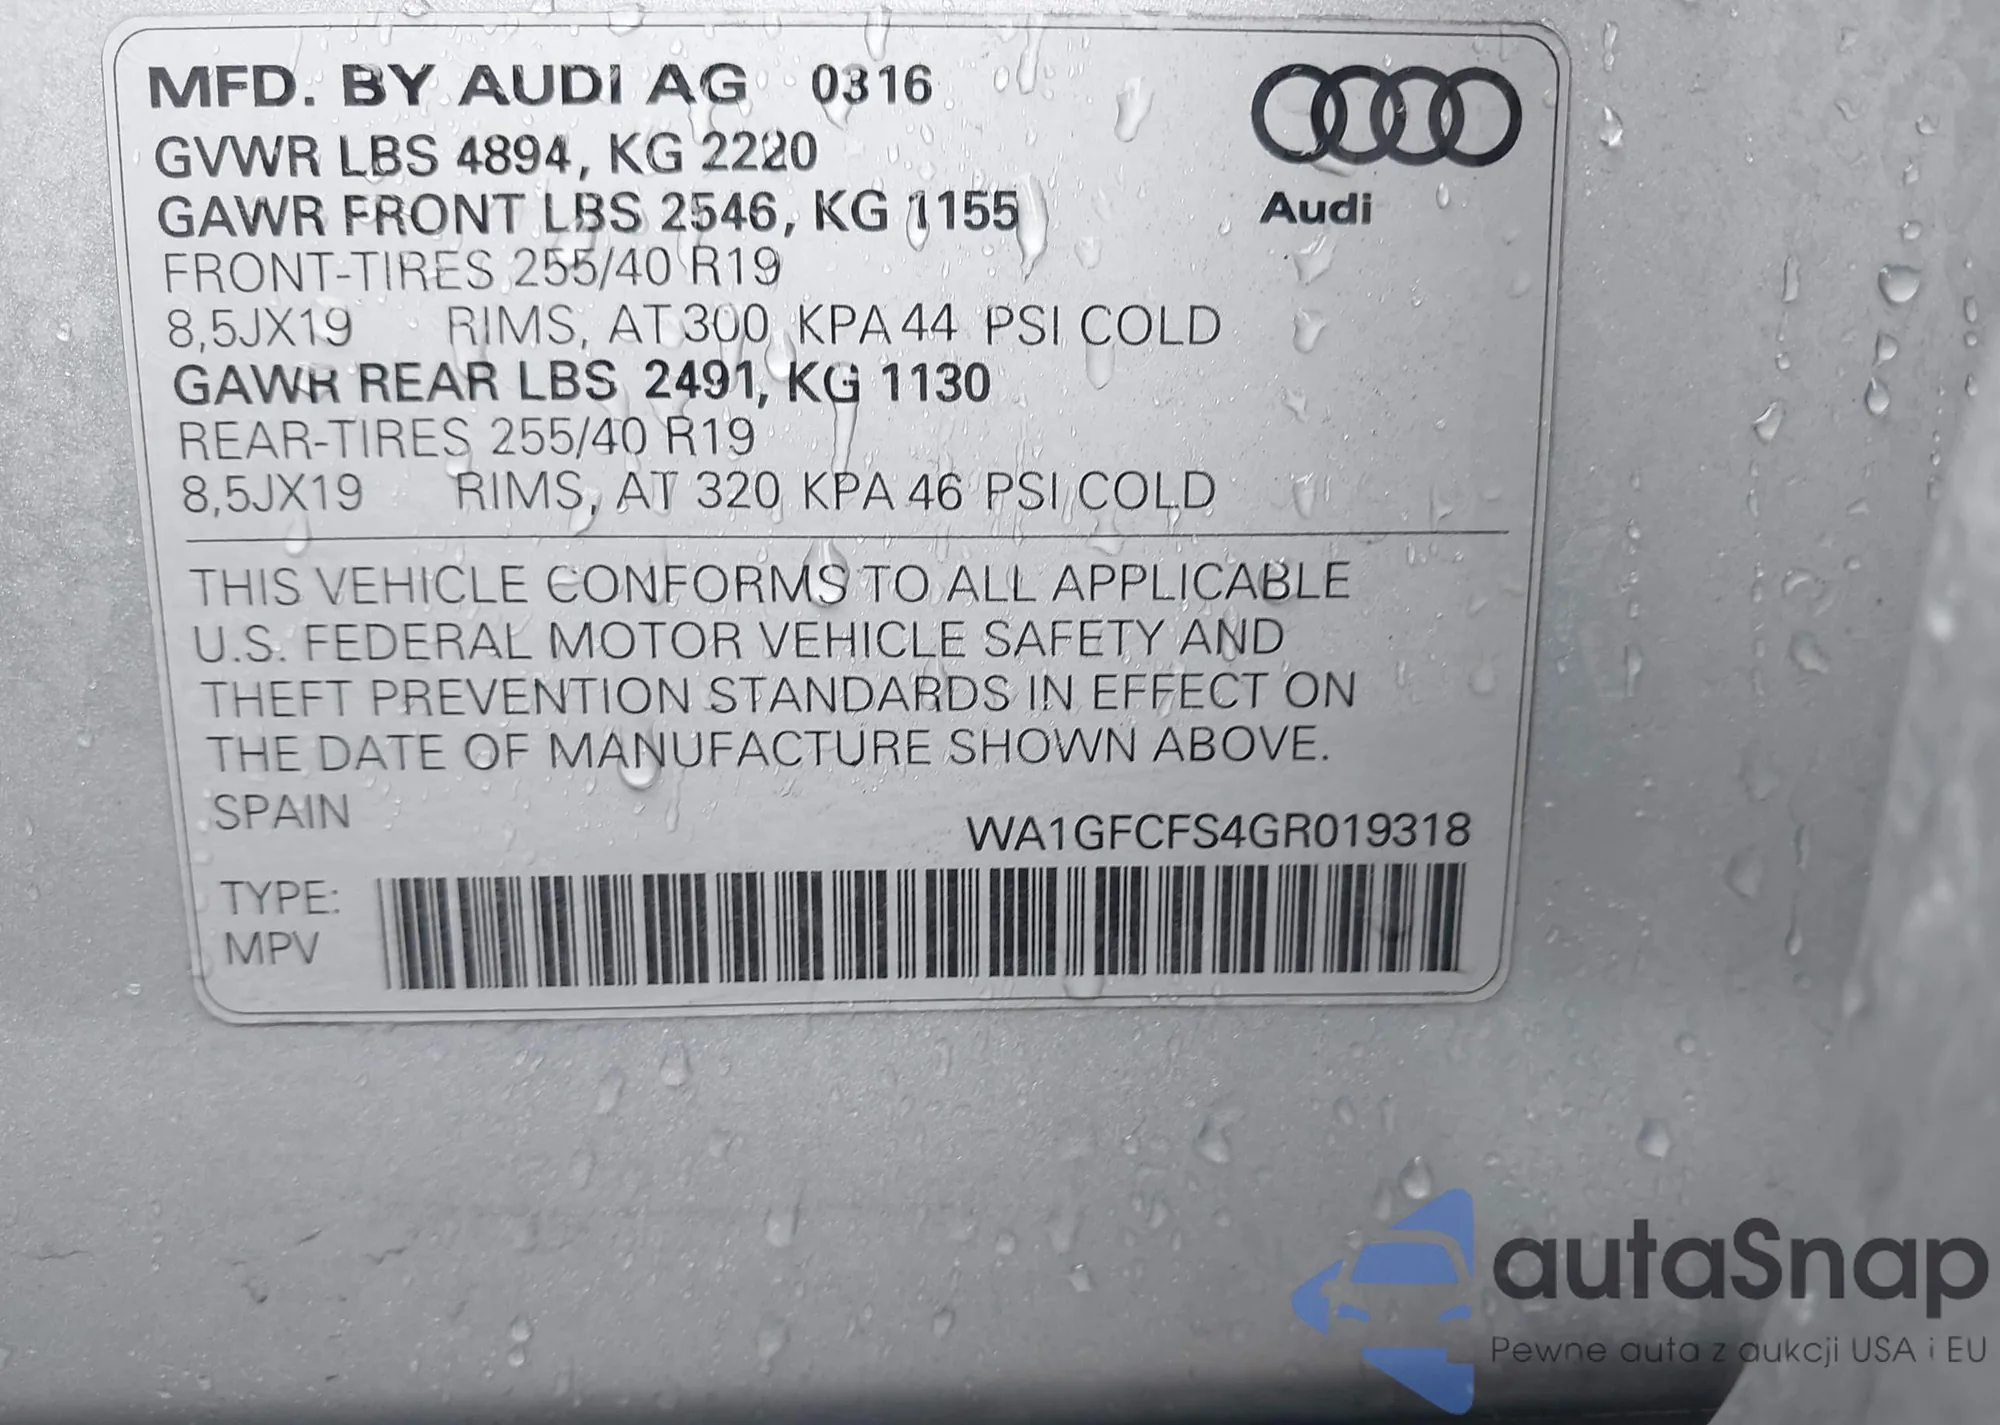 MFD. BY AUDI AG 0316
GVWR LBS 4894, KG 2220
GAWR FRONT LBS 2546, KG 1155
FRONT-TIRES 255/40 R19
8,5JX19 RIMS, AT 300 KPA 44 PSI COLD
GAWR REAR LBS 2491, KG 1130
REAR-TIRES 255/40 R19
8,5JX19 RIMS, AT 320 KPA 46 PSI COLD
Audi
THIS VEHICLE CONFORMS TO ALL APPLICABLE
U.S. FEDERAL MOTOR VEHICLE SAFETY AND
THEFT PREVENTION STANDARDS IN EFFECT ON
THE DATE OF MANUFACTURE SHOWN ABOVE.
SPAIN
WA1GFCFS4GR019318
TYPE:
MPV
autaSnap
Pewne auta z aukcji USA i EU